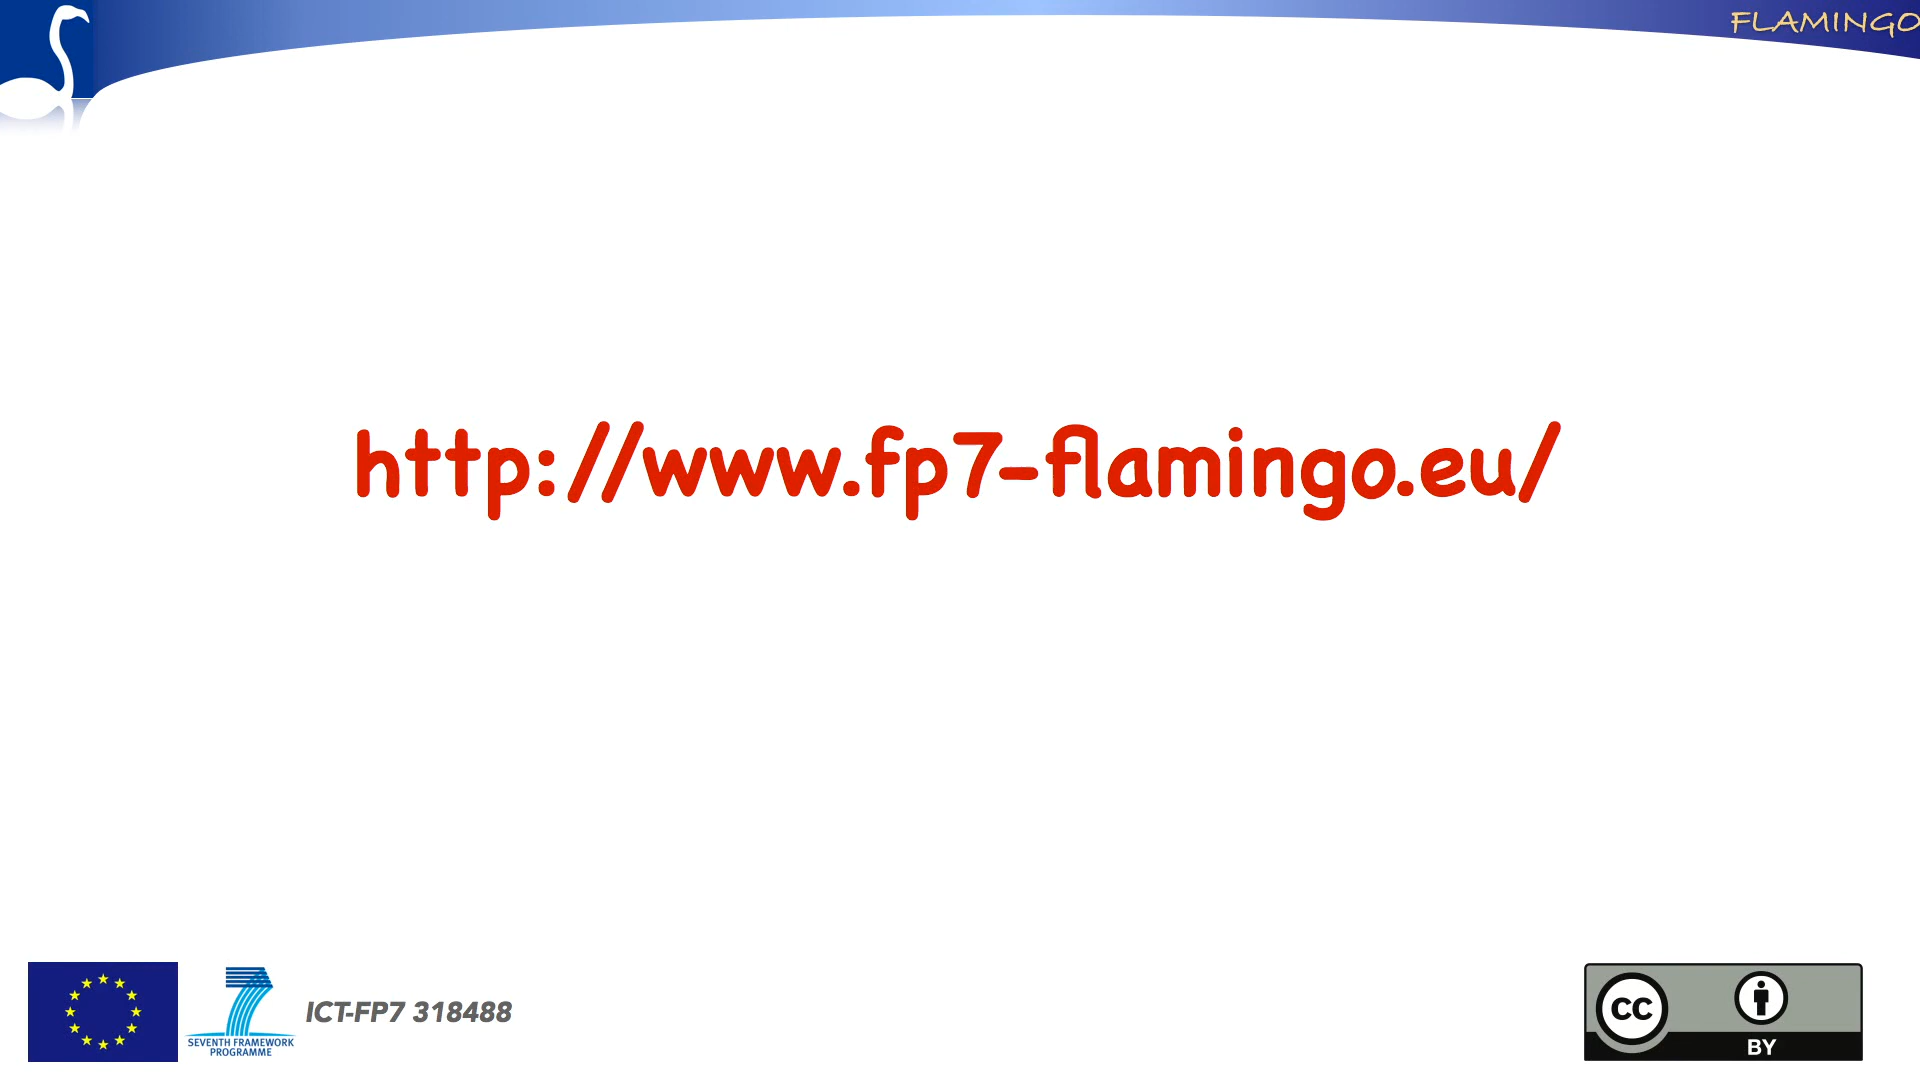 FLAMINGO
http://www.fp7-flamingo.eu/
SEVENTH FRAMEWORK
PROGRAMME
ICT-FP7 318488
CC
BY